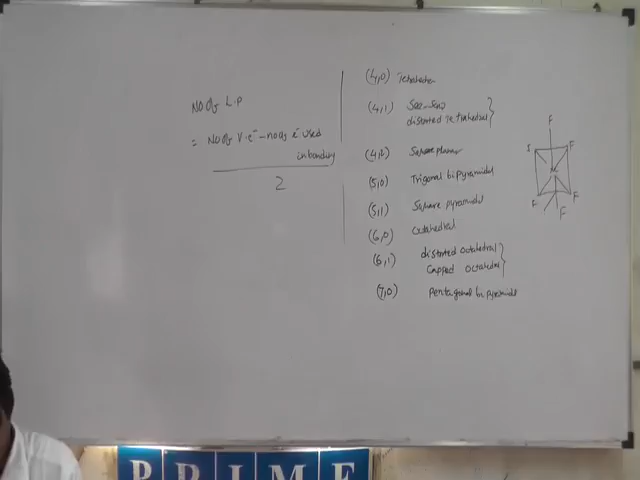 No of L.P
= No of V.e⁻ - no of e⁻ used
in bonding
2
(4,0) Tetrahedra
(4,1) See-Saw
distorted Tetrahedral
(4,2) Square planar
(5,0) Trigonal bipyramidal
(5,1) Square pyramidal
(6,0) Octahedral
(6,1) distorted octahedral
Capped octahedral
(7,0) Pentagonal bipyramidal
F
F
F
F
F
PRIME